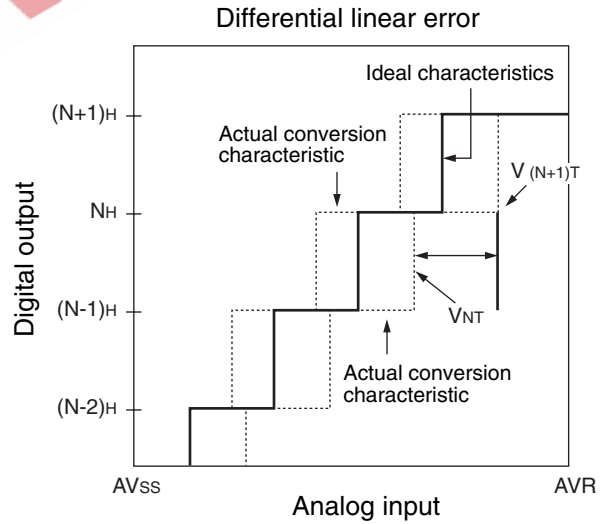 Differential linear error
Ideal characteristics
(N+1)H
Actual conversion
characteristic
V (N+1)T
NH
Digital output
(N-1)H
VNT
Actual conversion
characteristic
(N-2)H
AVSS
AVR
Analog input